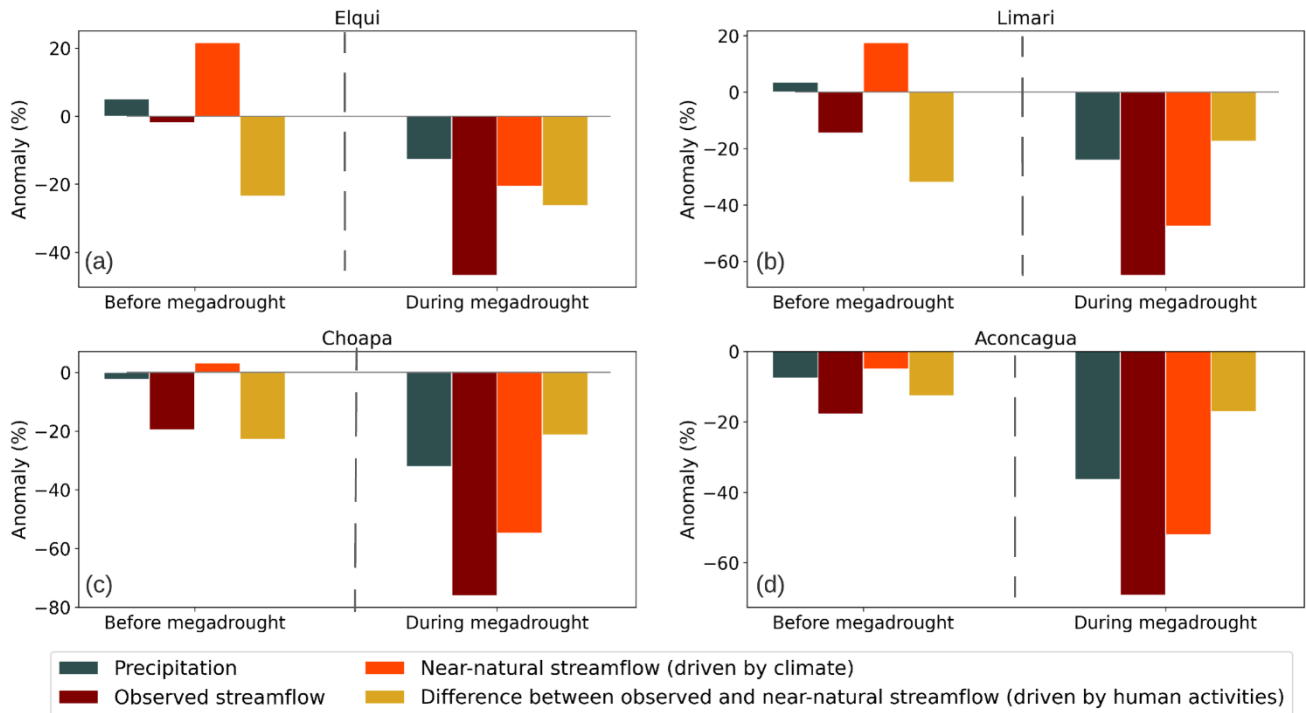 Elqui
Limari
20
0
−20
−40
Anomaly (%)
(a)
Before megadrought
During megadrought
20
0
−20
−40
−60
Anomaly (%)
(b)
Before megadrought
During megadrought
Choapa
Aconcagua
0
−20
−40
−60
−80
Anomaly (%)
(c)
Before megadrought
During megadrought
0
−20
−40
−60
Anomaly (%)
(d)
Before megadrought
During megadrought
Precipitation
Near-natural streamflow (driven by climate)
Observed streamflow
Difference between observed and near-natural streamflow (driven by human activities)